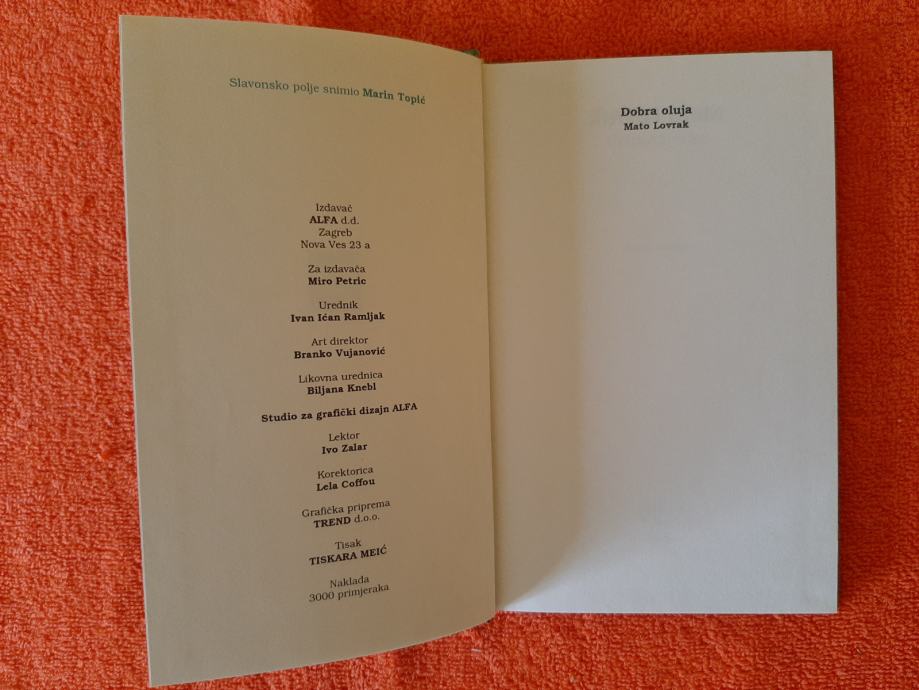 Slavonsko polje snimio Marin Topić
Izdavač
ALFA d.d.
Zagreb
Nova Ves 23 a
Za izdavača
Miro Petric
Urednik
Ivan Ićan Ramljak
Art direktor
Branko Vujanović
Likovna urednica
Biljana Knebl
Studio za grafički dizajn ALFA
Lektor
Ivo Zalar
Korektorica
Lela Coffou
Grafička priprema
TREND d.o.o.
Tisak
TISKARA MEIĆ
Naklada
3000 primjeraka
Dobra oluja
Mato Lovrak